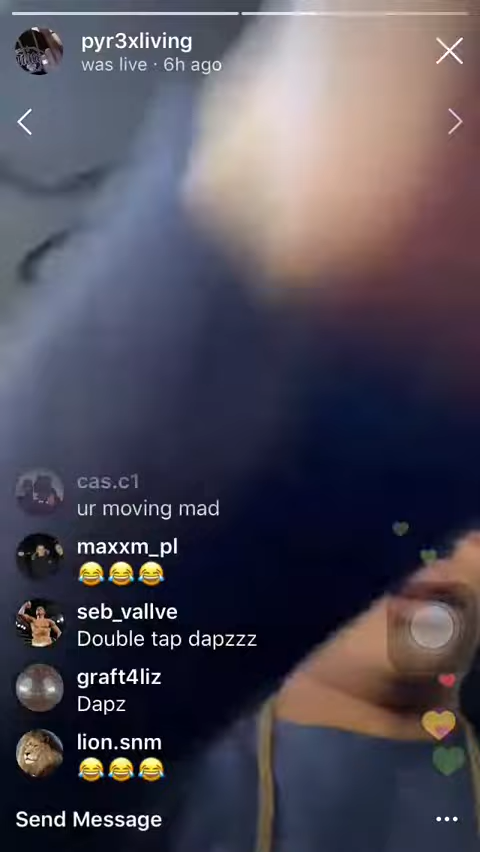 pyr3xliving
was live · 6h ago
cas.c1
ur moving mad
maxxm_pl
😂😂😂
seb_vallve
Double tap dapzzz
graft4liz
Dapz
lion.snm
😂😂😂
Send Message